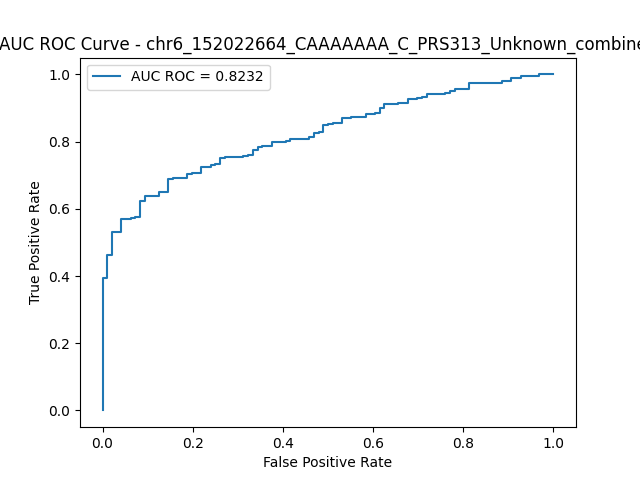 AUC ROC Curve - chr6_152022664_CAAAAAAA_C_PRS313_Unknown_combine
AUC ROC = 0.8232
True Positive Rate
1.0
0.8
0.6
0.4
0.2
0.0
0.0 0.2 0.4 0.6 0.8 1.0
False Positive Rate